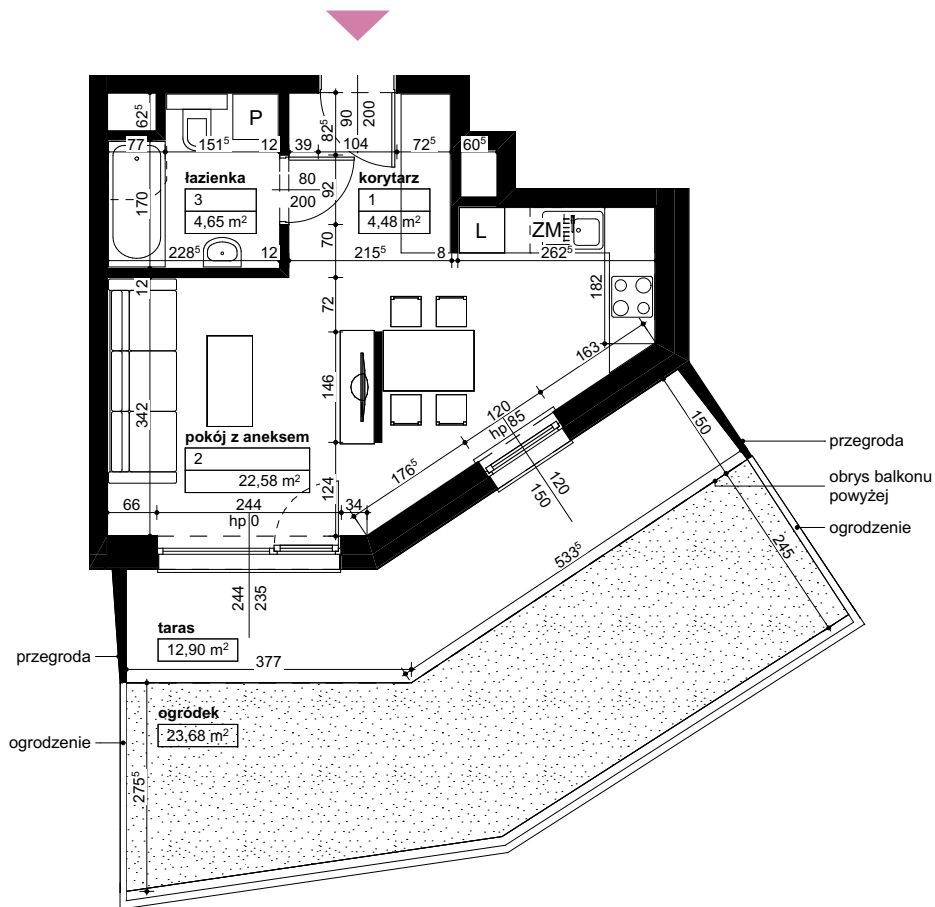 62⁵
P
82⁵
90
200
77
151⁵
12
39
104
72⁵
60⁵
łazienka
3
4,65 m²
80
200
92
korytarz
1
4,48 m²
170
L
ZM
70
228⁵
12
215⁵
8
262⁵
12
72
182
163
146
342
120
hp 85
150
pokój z aneksem
2
22,58 m²
176⁵
120
150
124
66
244
34
hp 0
przegroda
obrys balkonu
powyżej
ogrodzenie
245
533⁵
244
235
taras
12,90 m²
przegroda
377
ogródek
23,68 m²
ogrodzenie
275⁵